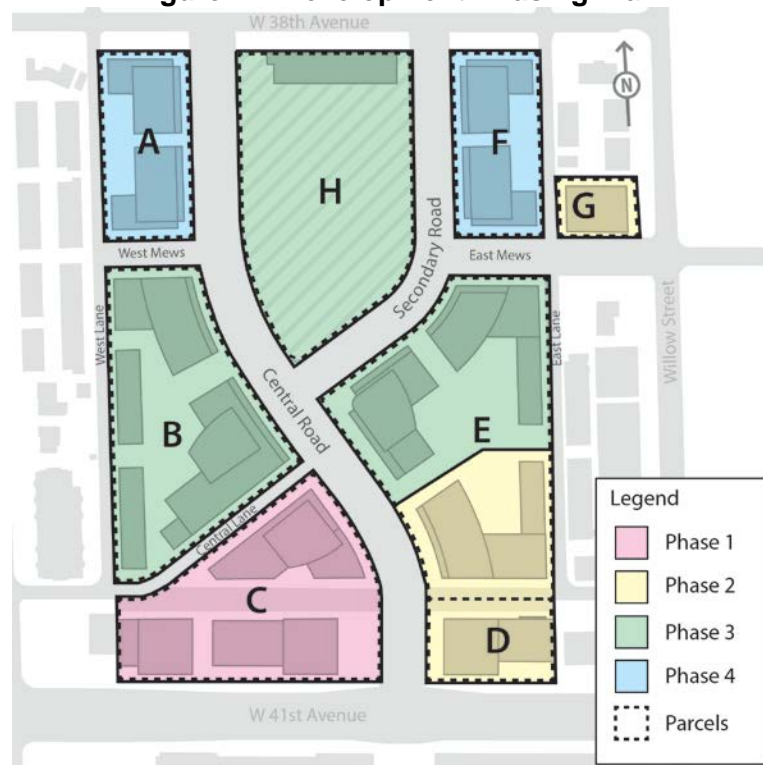 W 38th Avenue
N
A
H
F
G
West Mews
Secondary Road
East Mews
West Lane
East Lane
Willow Street
Central Road
B
E
Central Lane
C
D
W 41st Avenue
Legend
Phase 1
Phase 2
Phase 3
Phase 4
Parcels